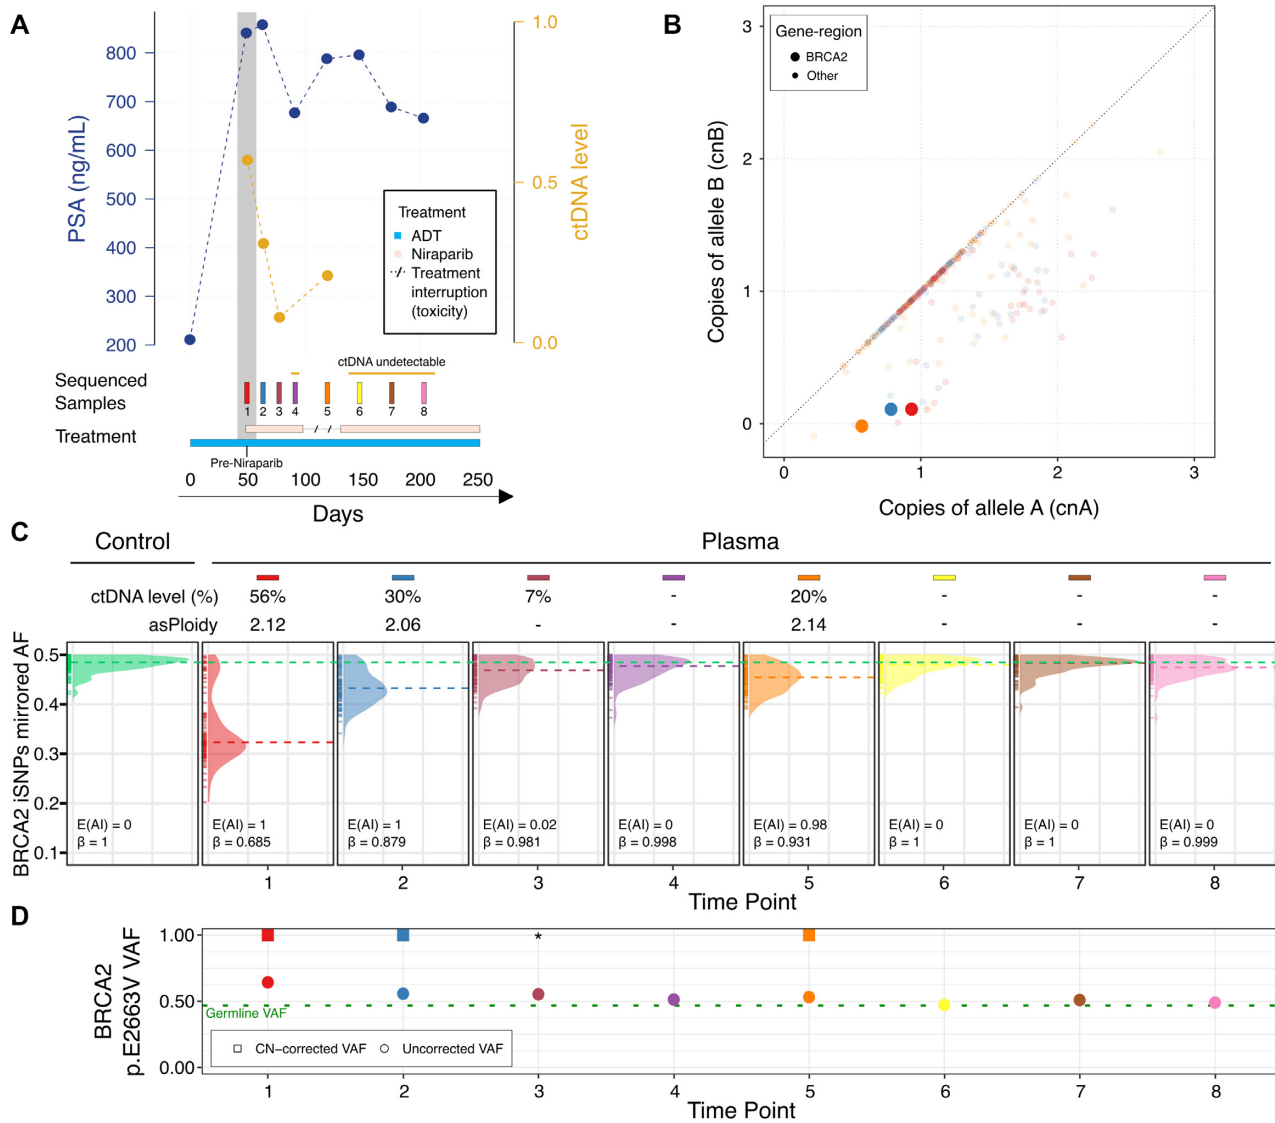 A
PSA (ng/mL)
800
700
600
500
400
300
200
1.0
0.5
0.0
ctDNA level
Treatment
ADT
Niraparib
Treatment
interruption
(toxicity)
ctDNA undetectable
Sequenced
Samples
1 2 3 4 5 6 7 8
Treatment
Pre-Niraparib
0 50 100 150 200 250
Days
B
Gene-region
BRCA2
Other
Copies of allele B (cnB)
3
2
1
0
0 1 2 3
Copies of allele A (cnA)
C
Control Plasma
ctDNA level (%) 56% 30% 7% - 20% - - -
asPloidy 2.12 2.06 - - 2.14 - - -
BRCA2 iSNPs mirrored AF
0.5
0.4
0.3
0.2
0.1
E(AI) = 0 E(AI) = 1 E(AI) = 1 E(AI) = 0.02 E(AI) = 0 E(AI) = 0.98 E(AI) = 0 E(AI) = 0 E(AI) = 0
β = 1 β = 0.685 β = 0.879 β = 0.981 β = 0.998 β = 0.931 β = 1 β = 1 β = 0.999
1 2 3 4 5 6 7 8
Time Point
D
BRCA2
p.E2663V VAF
1.00
0.50
0.00
*
Germline VAF
CN-corrected VAF Uncorrected VAF
1 2 3 4 5 6 7 8
Time Point